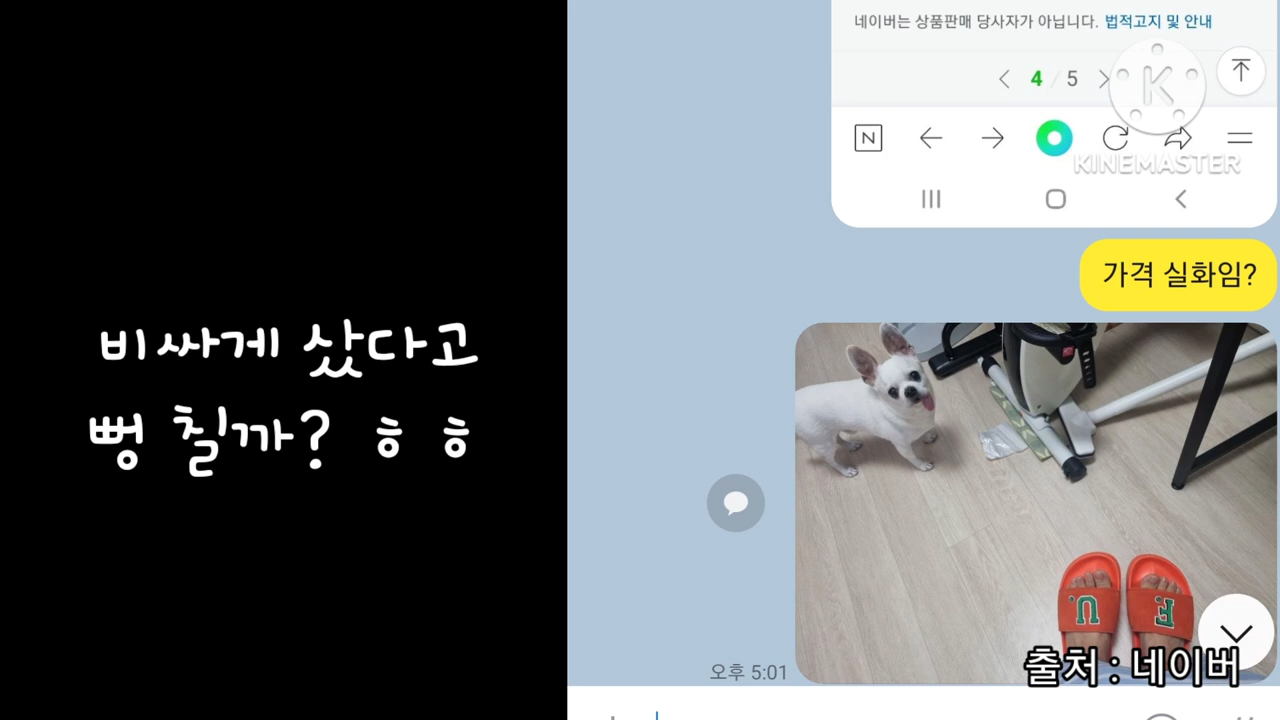 비싸게 샀다고
뻥 칠까? ㅎ ㅎ
네이버는 상품판매 당사자가 아닙니다. 법적고지 및 안내
4 / 5
K
N
KINEMASTER
가격 실화임?
U. F.
오후 5:01
출처 : 네이버